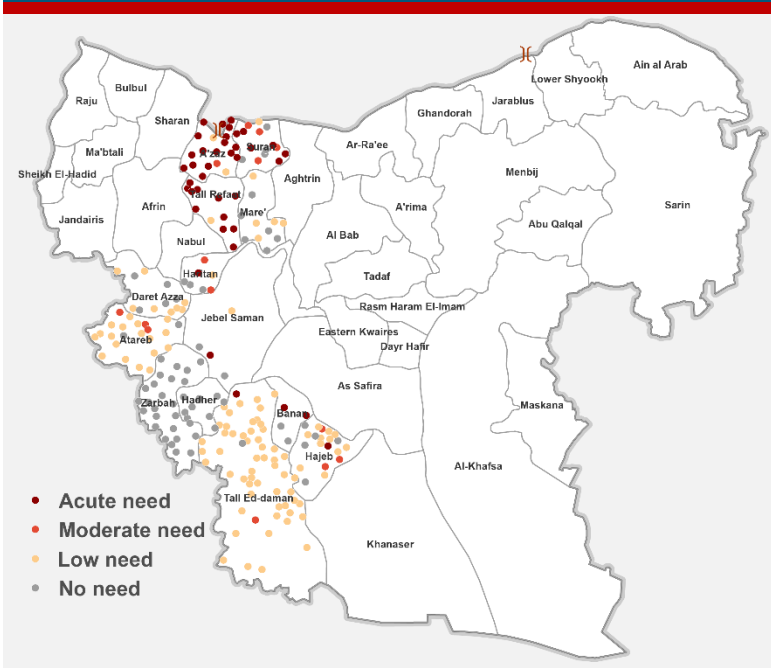 Ain al Arab
Lower Shyookh
Bulbul
Raju
Jarablus
Ghandorah
Sharan
Ar-Ra'ee
Ma'btali
A'zaz
Suran
Menbij
Sheikh El-Hadid
Aghtrin
Tall Refaat
Sarin
Afrin
A'rima
Mare'
Jandairis
Abu Qalqal
Al Bab
Nabul
Haritan
Tadaf
Daret Azza
Rasm Haram El-Imam
Jebel Saman
Eastern Kwaires
Atareb
Dayr Hafir
As Safira
Zarbah
Hadher
Maskana
Banan
Hajeb
Al-Khafsa
Tall Ed-daman
Khanaser
Acute need
Moderate need
Low need
No need